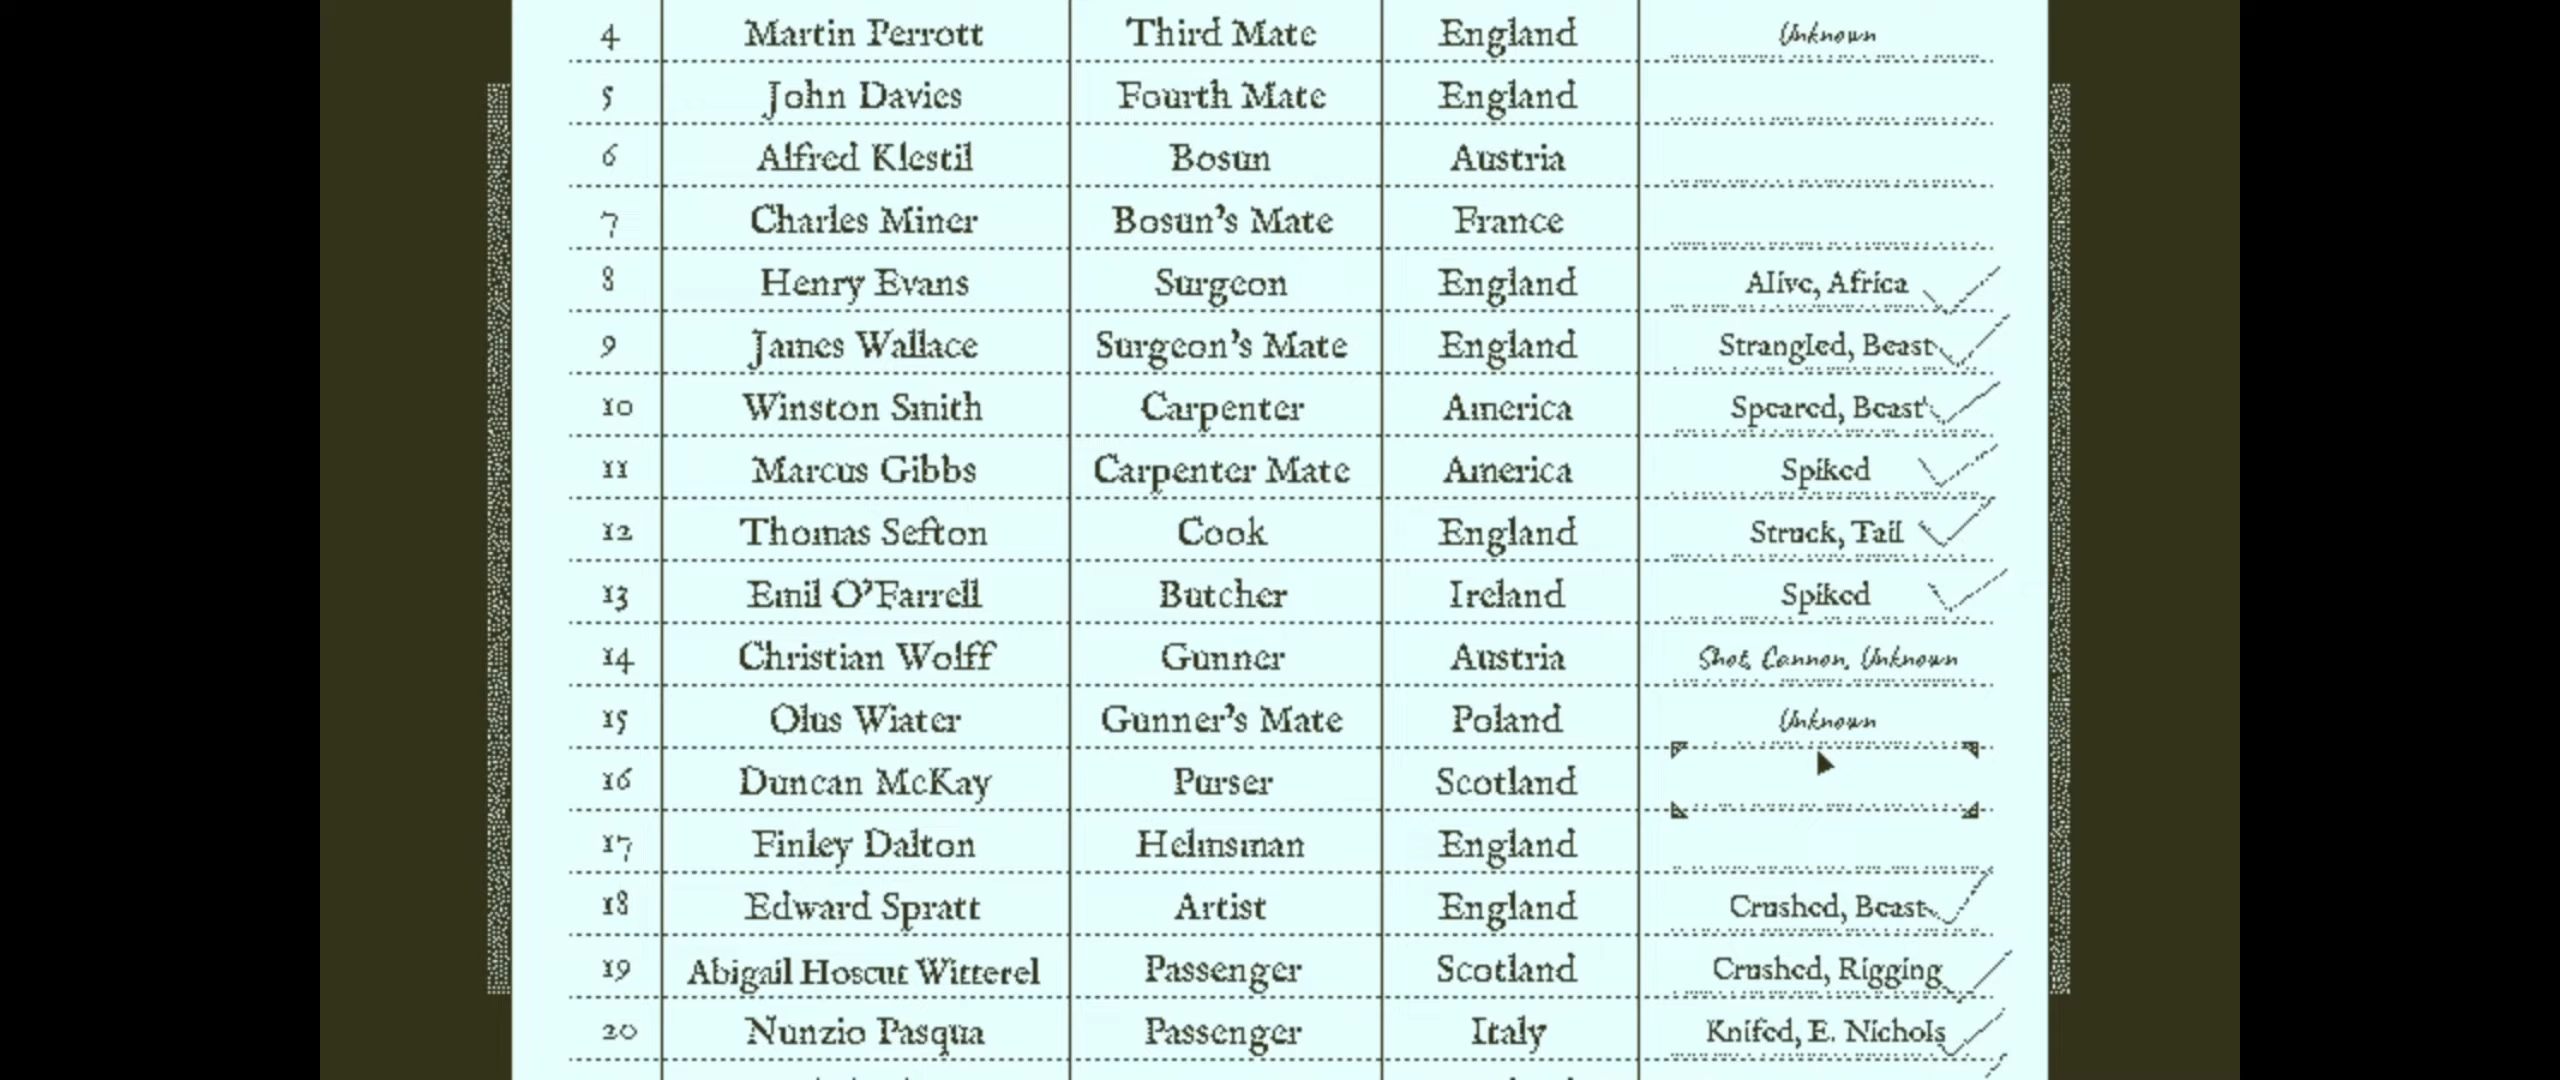 4 Martin Perrott Third Mate England Unknown
5 John Davies Fourth Mate England
6 Alfred Klestil Bosun Austria
7 Charles Miner Bosun's Mate France
8 Henry Evans Surgeon England Alive, Africa
9 James Wallace Surgeon's Mate England Strangled, Beast
10 Winston Smith Carpenter America Speared, Beast
11 Marcus Gibbs Carpenter Mate America Spiked
12 Thomas Sefton Cook England Struck, Tail
13 Emil O'Farrell Butcher Ireland Spiked
14 Christian Wolff Gunner Austria Shot, Cannon, Unknown
15 Olus Wiater Gunner's Mate Poland Unknown
16 Duncan McKay Purser Scotland
17 Finley Dalton Helmsman England
18 Edward Spratt Artist England Crushed, Beast
19 Abigail Hoscut Witterel Passenger Scotland Crushed, Rigging
20 Nunzio Pasqua Passenger Italy Knifed, E. Nichols